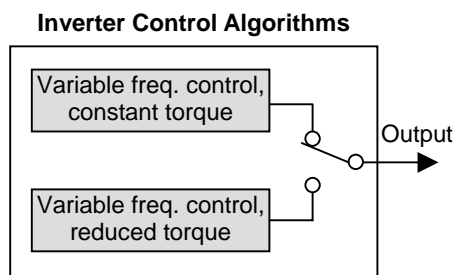 Inverter Control Algorithms
Variable freq. control,
constant torque
Output
Variable freq. control,
reduced torque